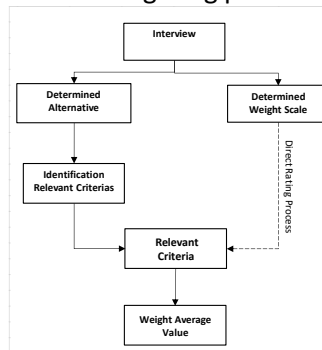 Interview
Determined
Alternative
Determined
Weight Scale
Direct Rating Process
Identification
Relevant Criterias
Relevant
Criteria
Weight Average
Value